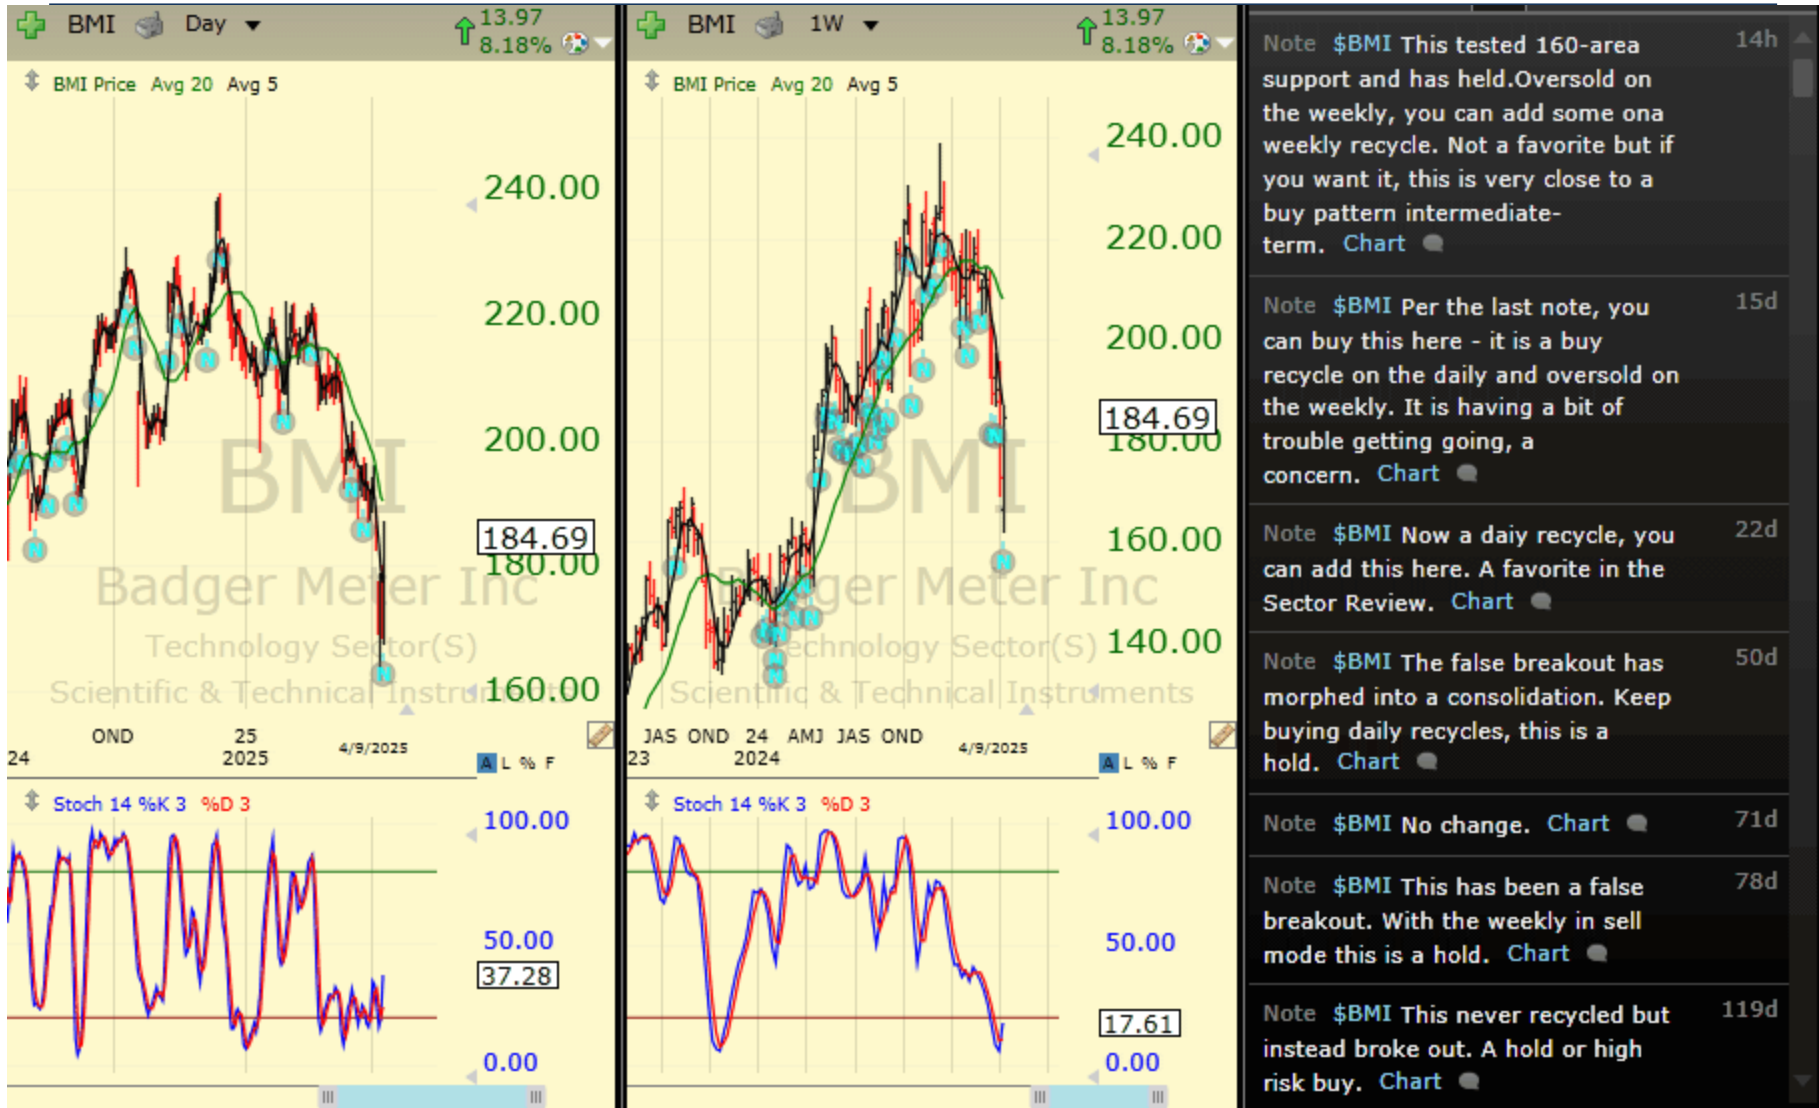 BMI Day 13.97
8.18%
BMI Price Avg 20 Avg 5
240.00
220.00
200.00
184.69
180.00
160.00
BMI
Badger Meter Inc
Technology Sector(S)
Scientific & Technical Instruments
OND 25
24 2025 4/9/2025
A L % F
Stoch 14 %K 3 %D 3
100.00
50.00
37.28
0.00
BMI 1W 13.97
8.18%
BMI Price Avg 20 Avg 5
240.00
220.00
200.00
184.69
180.00
160.00
140.00
BMI
Badger Meter Inc
Technology Sector(S)
Scientific & Technical Instruments
JAS OND 24 AMJ JAS OND
23 2024 4/9/2025
A L % F
Stoch 14 %K 3 %D 3
100.00
50.00
17.61
0.00
Note $BMI This tested 160-area 14h
support and has held.Oversold on
the weekly, you can add some ona
weekly recycle. Not a favorite but if
you want it, this is very close to a
buy pattern intermediate-
term. Chart
Note $BMI Per the last note, you 15d
can buy this here - it is a buy
recycle on the daily and oversold on
the weekly. It is having a bit of
trouble getting going, a
concern. Chart
Note $BMI Now a daiy recycle, you 22d
can add this here. A favorite in the
Sector Review. Chart
Note $BMI The false breakout has 50d
morphed into a consolidation. Keep
buying daily recycles, this is a
hold. Chart
Note $BMI No change. Chart 71d
Note $BMI This has been a false 78d
breakout. With the weekly in sell
mode this is a hold. Chart
Note $BMI This never recycled but 119d
instead broke out. A hold or high
risk buy. Chart